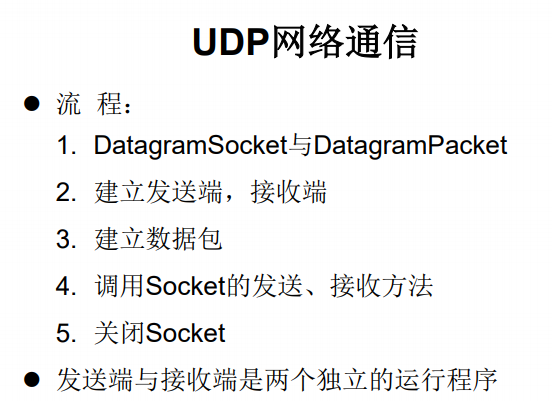 UDP网络通信
● 流 程：
1. DatagramSocket与DatagramPacket
2. 建立发送端，接收端
3. 建立数据包
4. 调用Socket的发送、接收方法
5. 关闭Socket
● 发送端与接收端是两个独立的运行程序